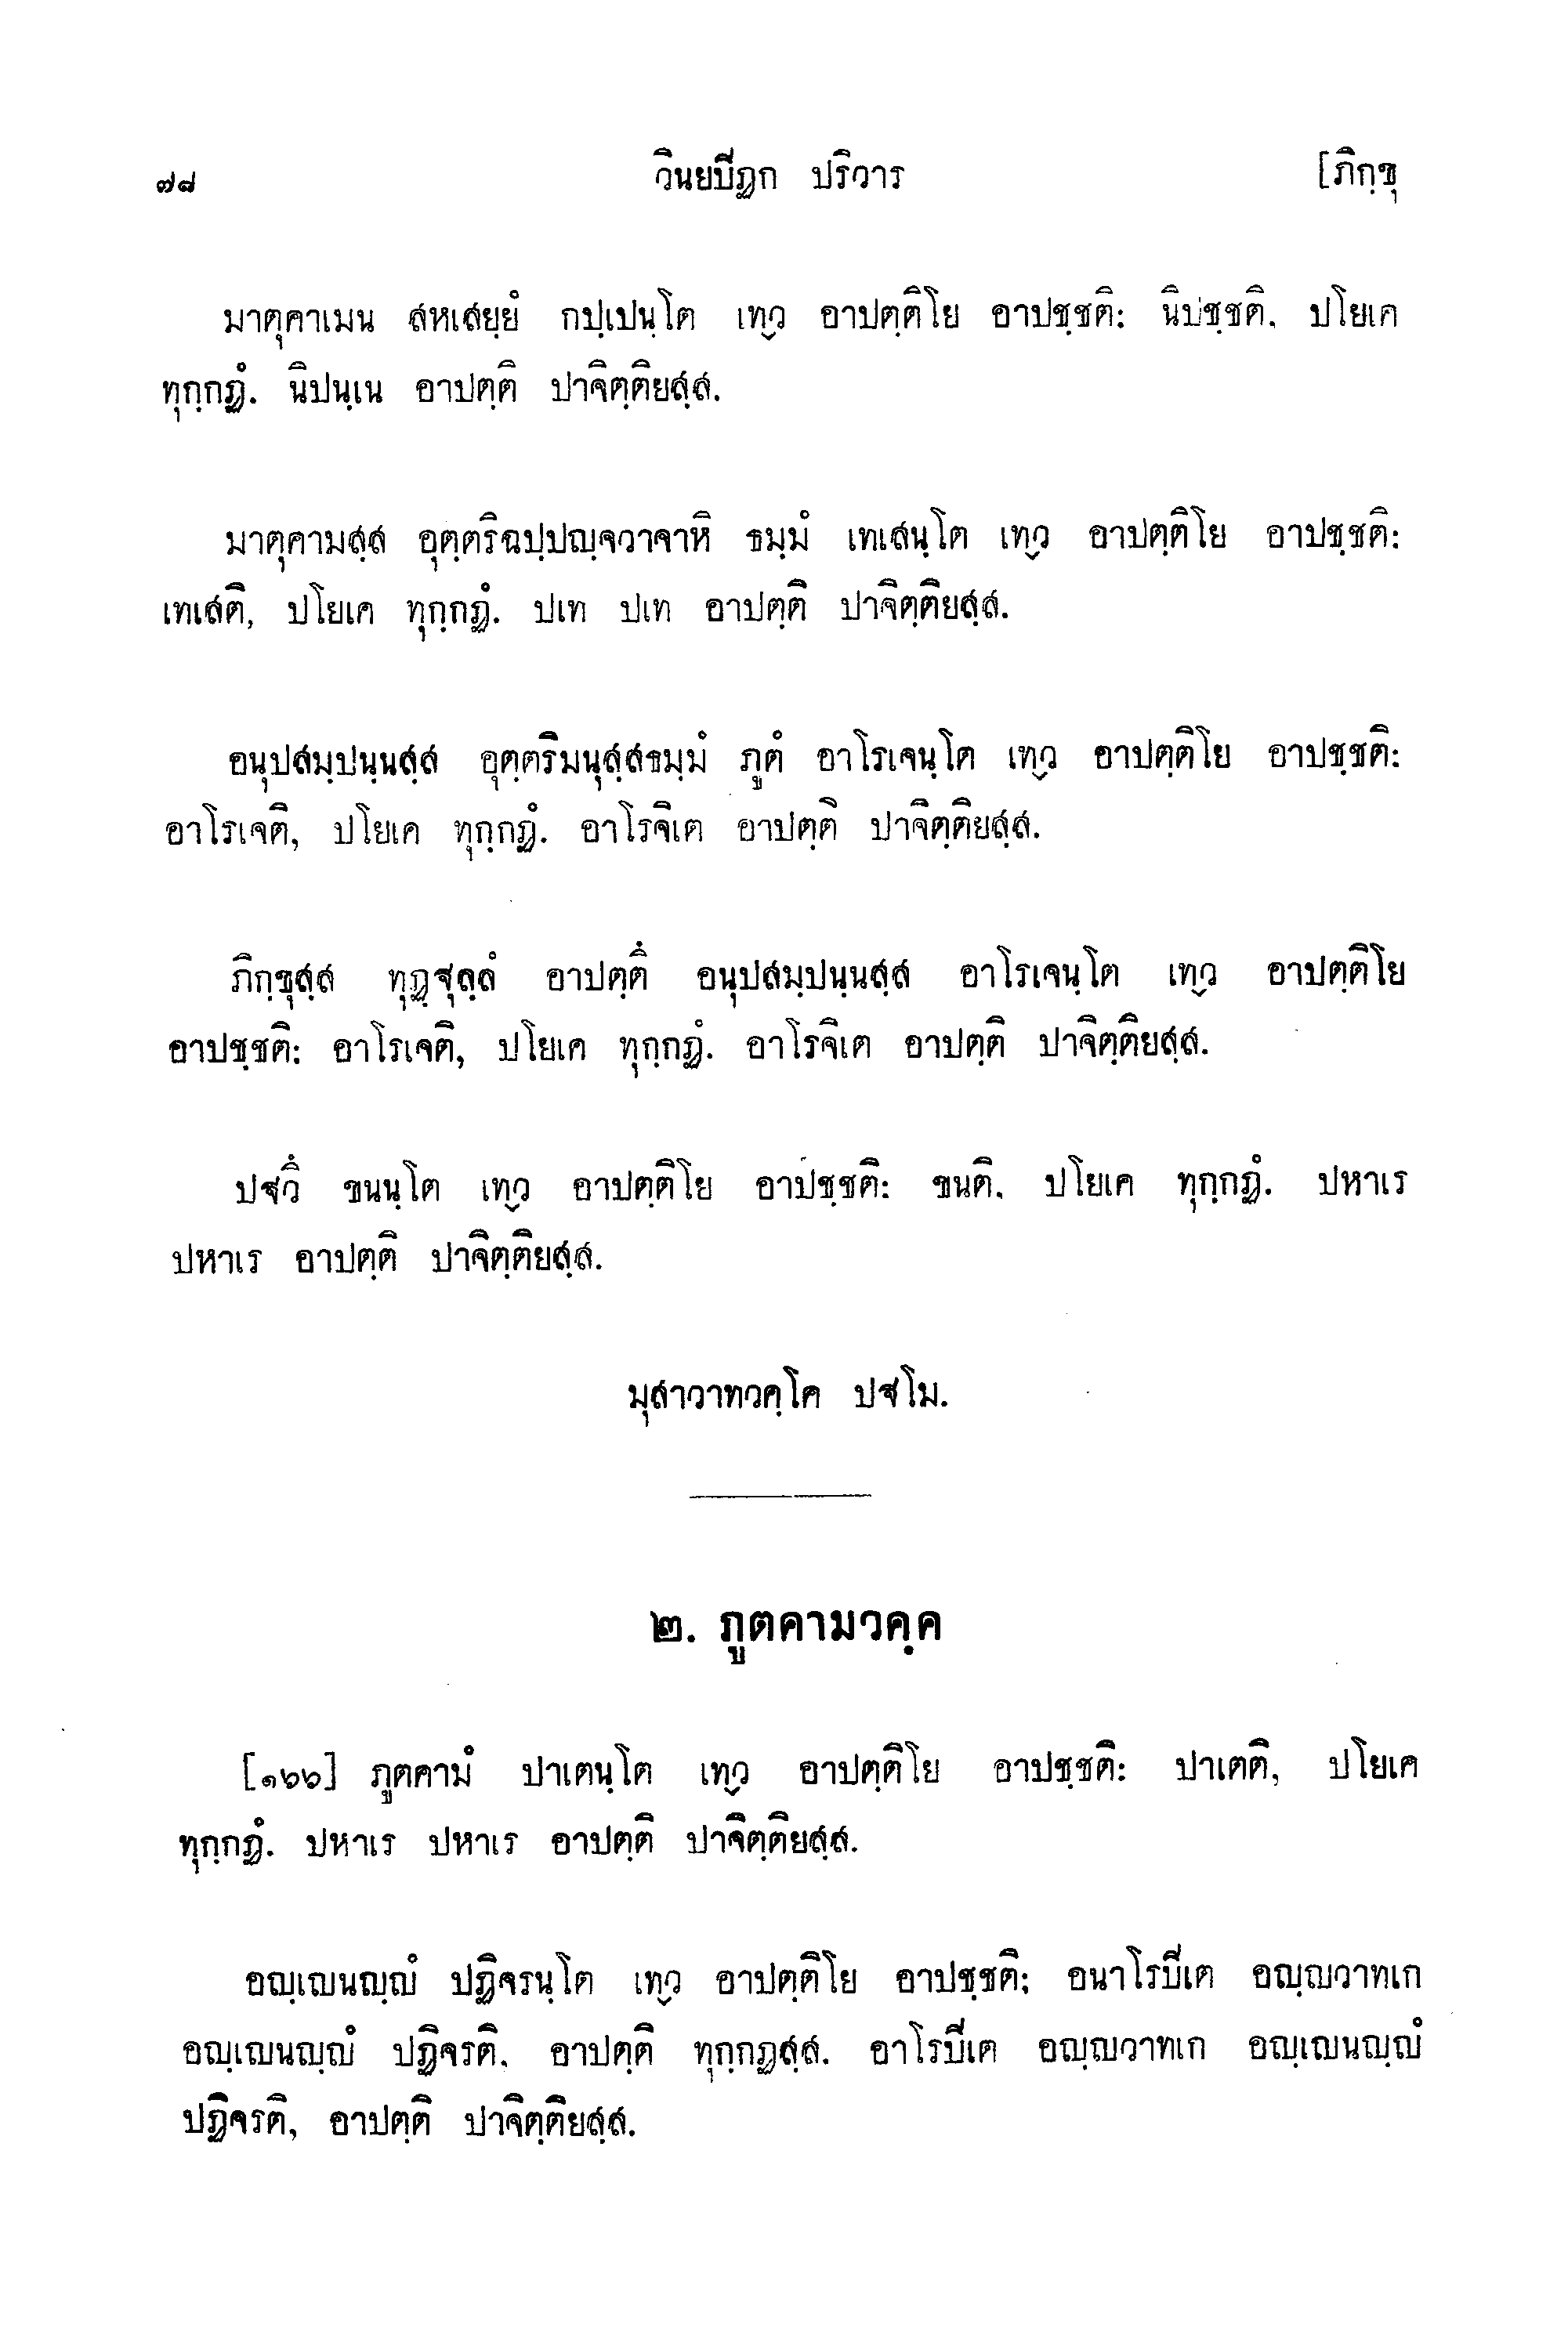 ๗๘ วินยปีฏก ปริวาร [ภิกฺขุ
มาตุคาเมน สหเสยฺยํ กปฺเปนฺโต เทฺว อาปตฺติโย อาปชฺชติ: นิปชฺชติ, ปโยเค
ทุกฺกฏํ. นิปนฺเน อาปตฺติ ปาจิตฺติยสฺส.
มาตุคามสฺส อุตฺตริฉปฺปญฺจวาจาหิ ธมฺมํ เทเสนฺโต เทฺว อาปตฺติโย อาปชฺชติ:
เทเสติ, ปโยเค ทุกฺกฏํ. ปเท ปเท อาปตฺติ ปาจิตฺติยสฺส.
อนุปสมฺปนฺนสฺส อุตฺตริมนุสฺสธมฺมํ ภูตํ อาโรเจนฺโต เทฺว อาปตฺติโย อาปชฺชติ:
อาโรเจติ, ปโยเค ทุกฺกฏํ. อาโรจิเต อาปตฺติ ปาจิตฺติยสฺส.
ภิกฺขุสฺส ทุฏฺฐุลฺลํ อาปตฺตึ อนุปสมฺปนฺนสฺส อาโรเจนฺโต เทฺว อาปตฺติโย
อาปชฺชติ: อาโรเจติ, ปโยเค ทุกฺกฏํ. อาโรจิเต อาปตฺติ ปาจิตฺติยสฺส.
ปฐวึ ขนนฺโต เทฺว อาปตฺติโย อาปชฺชติ: ขนติ, ปโยเค ทุกฺกฏํ. ปหาเร
ปหาเร อาปตฺติ ปาจิตฺติยสฺส.
มุสาวาทวคฺโค ปฐโม.
๒. ภูตคามวคฺค
[๑๖๖] ภูตคามํ ปาเตนฺโต เทฺว อาปตฺติโย อาปชฺชติ: ปาเตติ, ปโยเค
ทุกฺกฏํ. ปหาเร ปหาเร อาปตฺติ ปาจิตฺติยสฺส.
อญฺเญนญฺญํ ปฏิจรนฺโต เทฺว อาปตฺติโย อาปชฺชติ; อนาโรปิเต อญฺญวาทเก
อญฺเญนญฺญํ ปฏิจรติ, อาปตฺติ ทุกฺกฏสฺส. อาโรปิเต อญฺญวาทเก อญฺเญนญฺญํ
ปฏิจรติ, อาปตฺติ ปาจิตฺติยสฺส.